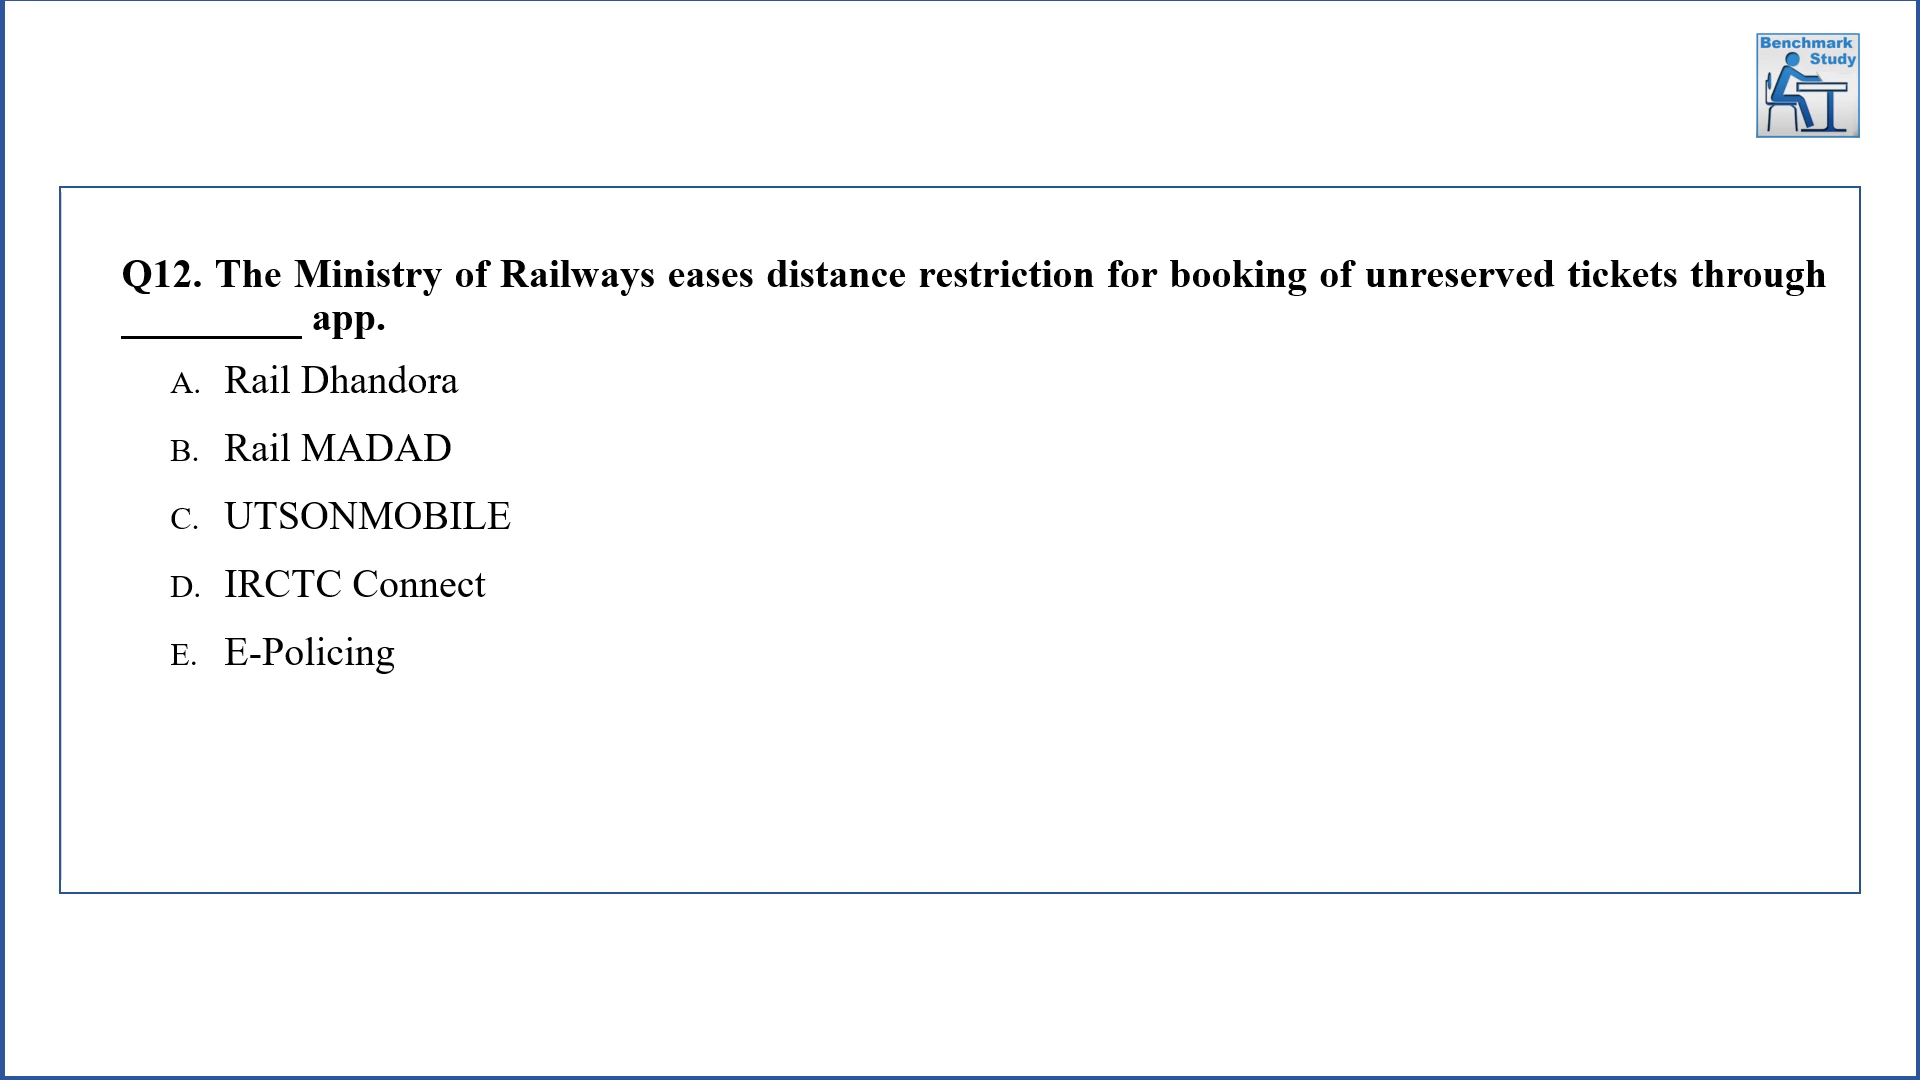 Benchmark
Study
Q12. The Ministry of Railways eases distance restriction for booking of unreserved tickets through
_________ app.
A. Rail Dhandora
B. Rail MADAD
C. UTSONMOBILE
D. IRCTC Connect
E. E-Policing